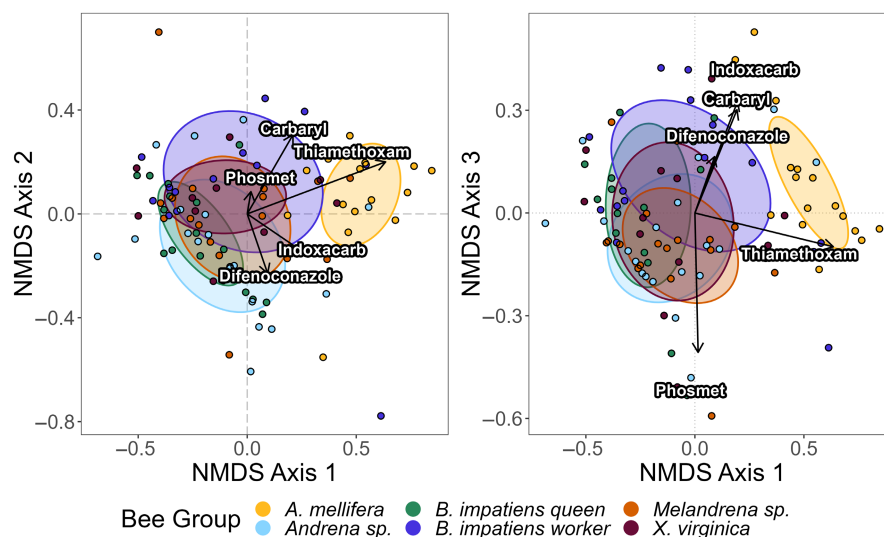 NMDS Axis 2
0.4
0.0
−0.4
−0.8
Carbaryl
Thiamethoxam
Phosmet
Indoxacarb
Difenoconazole
−0.5
0.0
0.5
NMDS Axis 1
NMDS Axis 3
0.3
0.0
−0.3
−0.6
Indoxacarb
Carbaryl
Difenoconazole
Thiamethoxam
Phosmet
−0.5
0.0
0.5
NMDS Axis 1
Bee Group
A. mellifera
B. impatiens queen
Melandrena sp.
Andrena sp.
B. impatiens worker
X. virginica